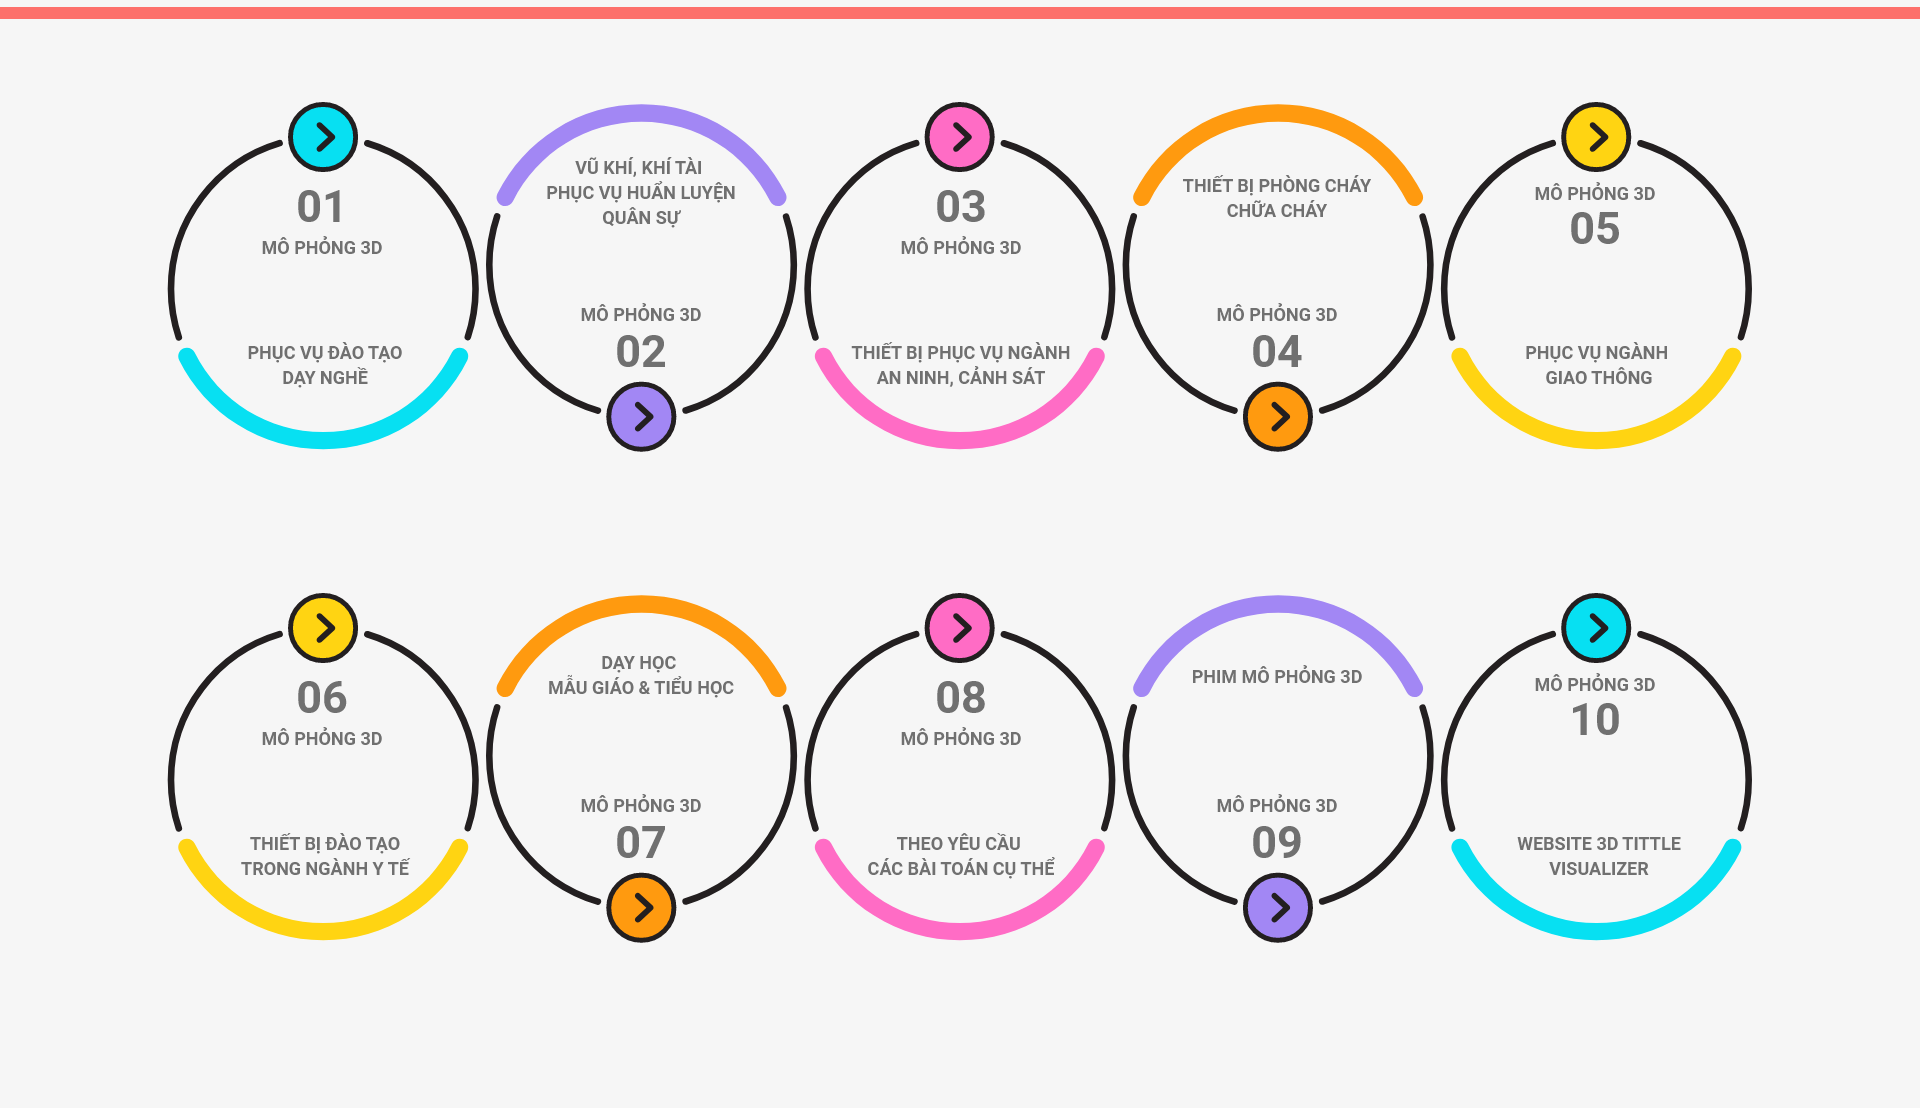 01
MÔ PHỎNG 3D
PHỤC VỤ ĐÀO TẠO
DẠY NGHỀ
VŨ KHÍ, KHÍ TÀI
PHỤC VỤ HUẤN LUYỆN
QUÂN SỰ
MÔ PHỎNG 3D
02
03
MÔ PHỎNG 3D
THIẾT BỊ PHỤC VỤ NGÀNH
AN NINH, CẢNH SÁT
THIẾT BỊ PHÒNG CHÁY
CHỮA CHÁY
MÔ PHỎNG 3D
04
MÔ PHỎNG 3D
05
PHỤC VỤ NGÀNH
GIAO THÔNG
06
MÔ PHỎNG 3D
THIẾT BỊ ĐÀO TẠO
TRONG NGÀNH Y TẾ
DẠY HỌC
MẪU GIÁO & TIỂU HỌC
MÔ PHỎNG 3D
07
08
MÔ PHỎNG 3D
THEO YÊU CẦU
CÁC BÀI TOÁN CỤ THỂ
PHIM MÔ PHỎNG 3D
MÔ PHỎNG 3D
09
MÔ PHỎNG 3D
10
WEBSITE 3D TITTLE
VISUALIZER